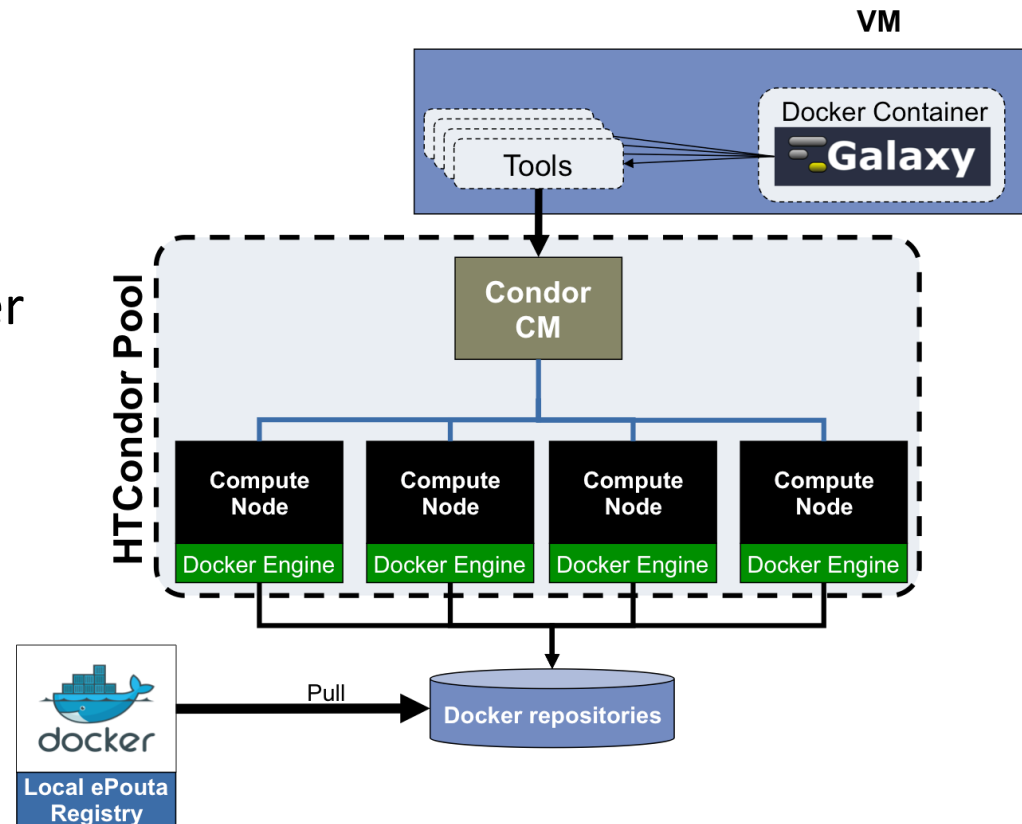 VM
Docker Container
Galaxy
Tools
er
HTCondor Pool
Condor
CM
Compute
Node
Docker Engine
Compute
Node
Docker Engine
Compute
Node
Docker Engine
Compute
Node
Docker Engine
docker
Local ePouta
Registry
Pull
Docker repositories